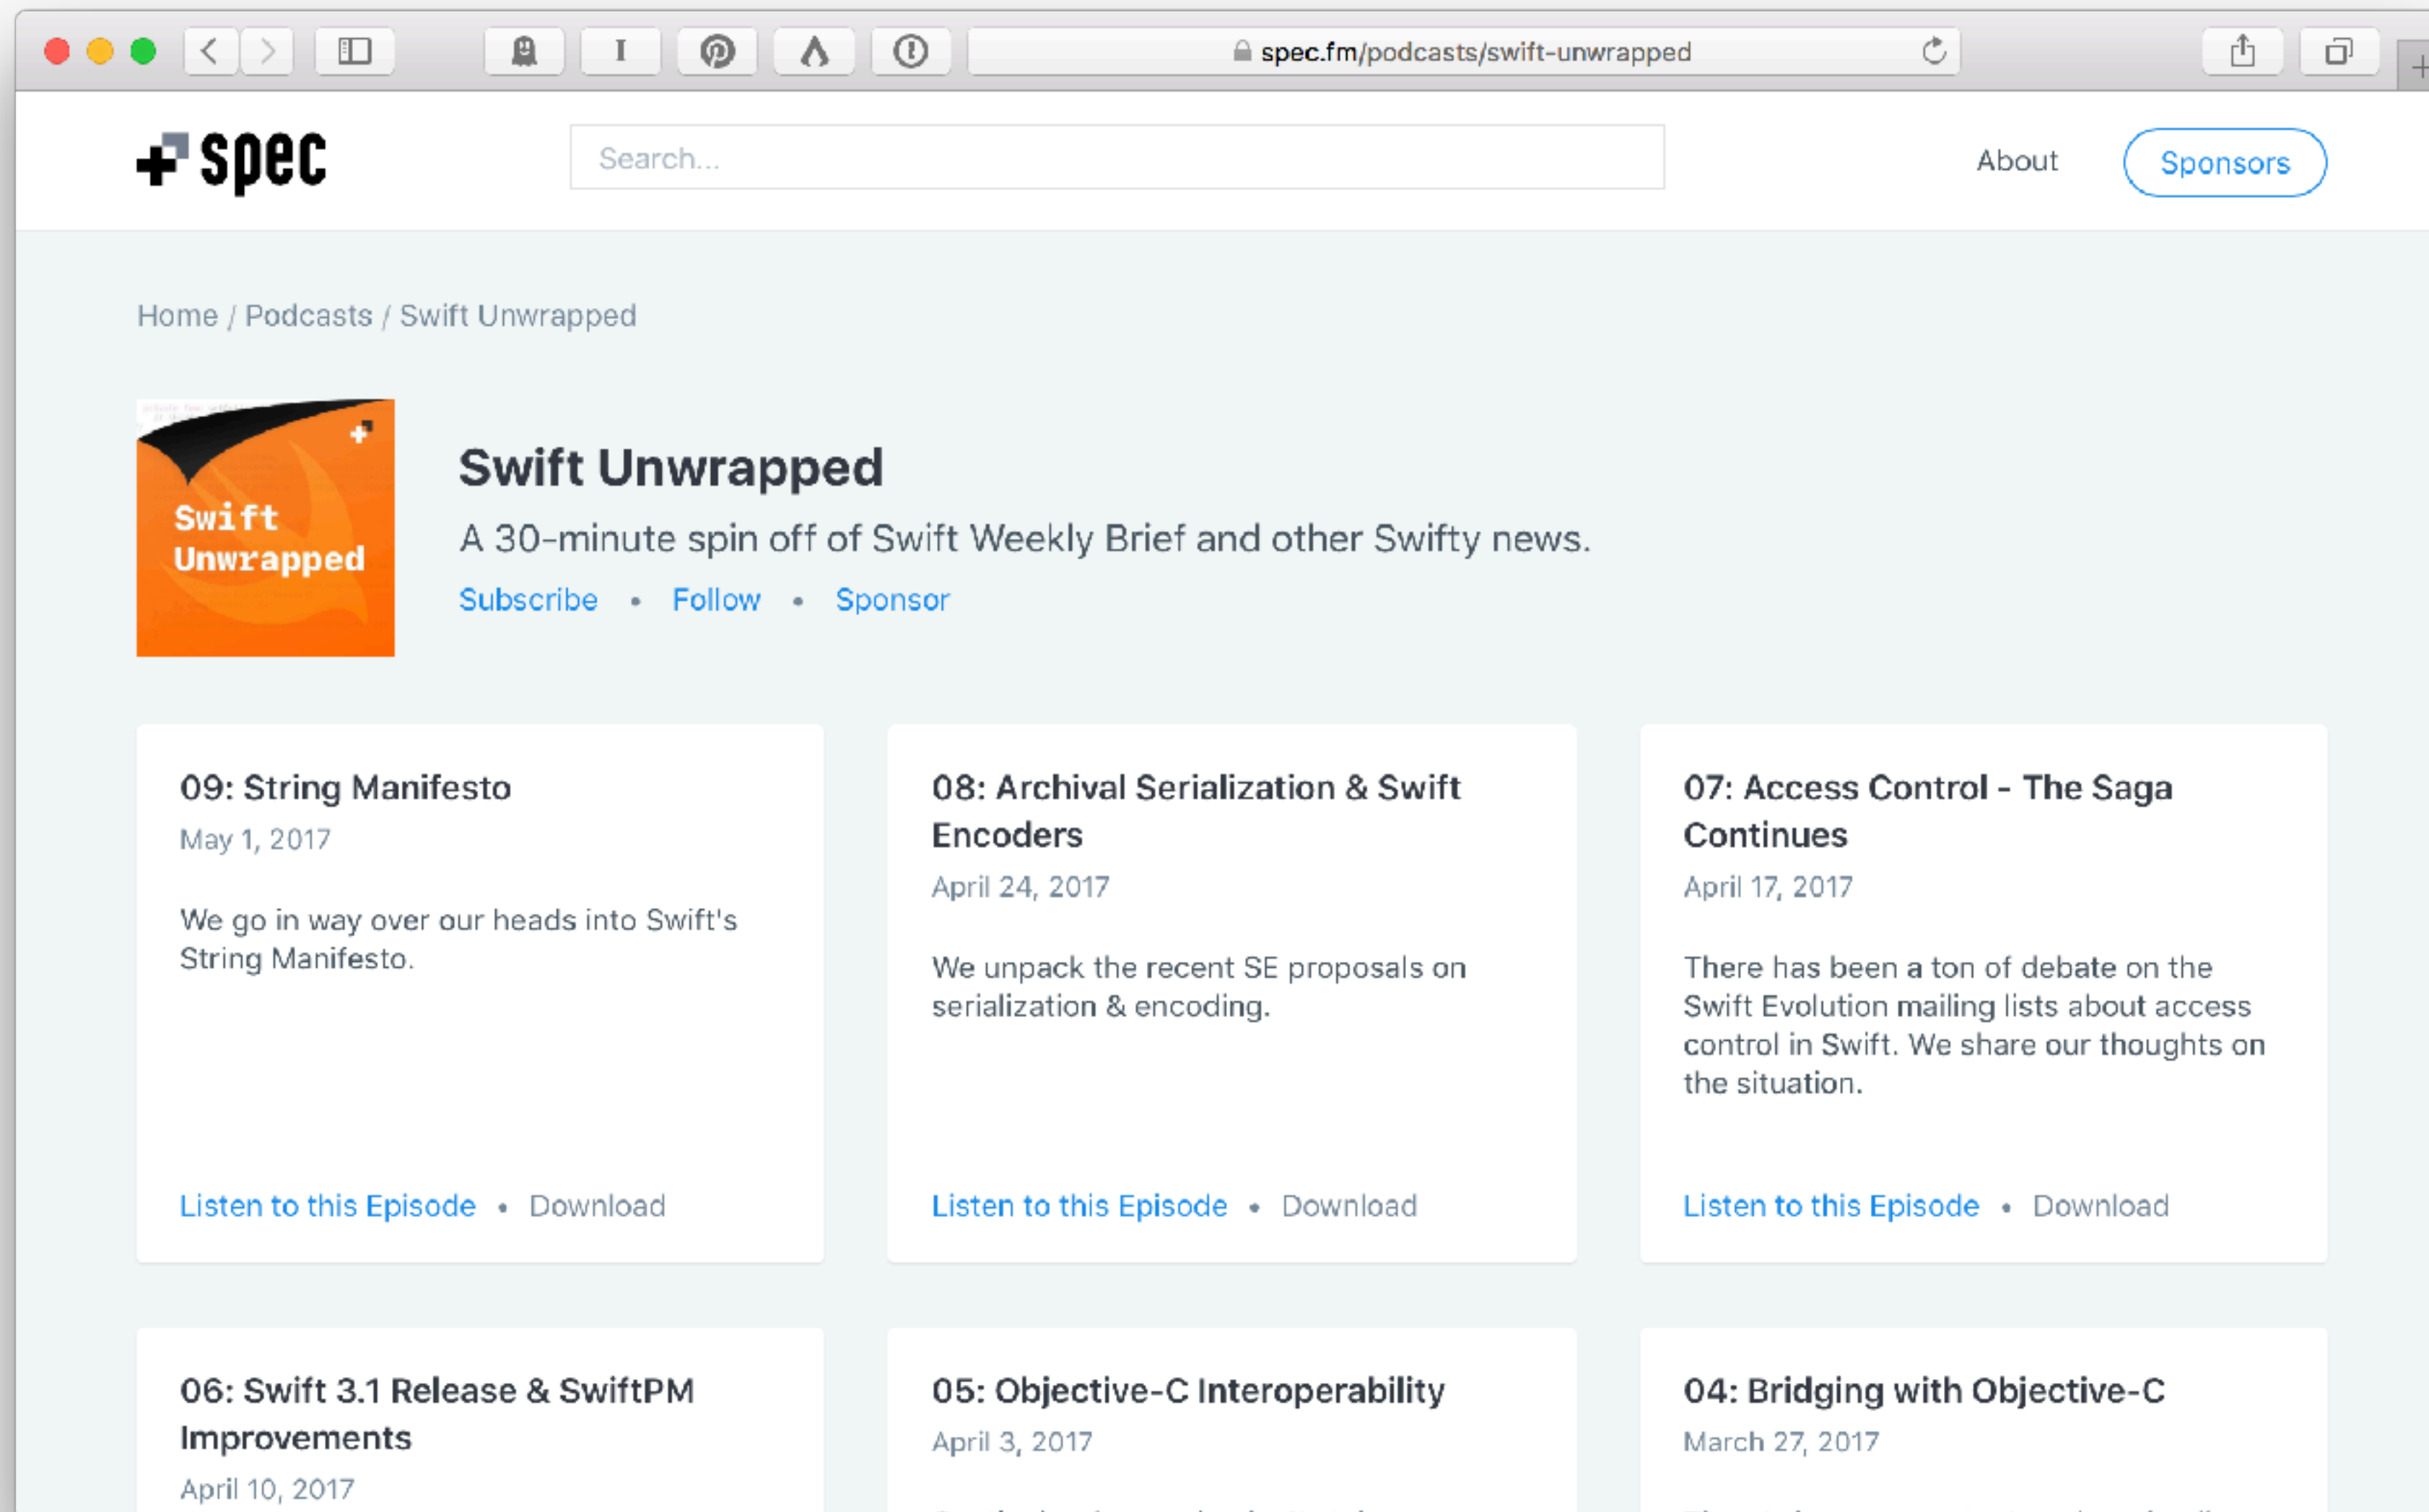 spec.fm/podcasts/swift-unwrapped
spec
Search...
About
Sponsors
Home / Podcasts / Swift Unwrapped
Swift
Unwrapped
Swift Unwrapped
A 30-minute spin off of Swift Weekly Brief and other Swifty news.
Subscribe • Follow • Sponsor
09: String Manifesto
May 1, 2017
We go in way over our heads into Swift's
String Manifesto.
Listen to this Episode • Download
08: Archival Serialization & Swift
Encoders
April 24, 2017
We unpack the recent SE proposals on
serialization & encoding.
Listen to this Episode • Download
07: Access Control - The Saga
Continues
April 17, 2017
There has been a ton of debate on the
Swift Evolution mailing lists about access
control in Swift. We share our thoughts on
the situation.
Listen to this Episode • Download
06: Swift 3.1 Release & SwiftPM
Improvements
April 10, 2017
05: Objective-C Interoperability
April 3, 2017
04: Bridging with Objective-C
March 27, 2017